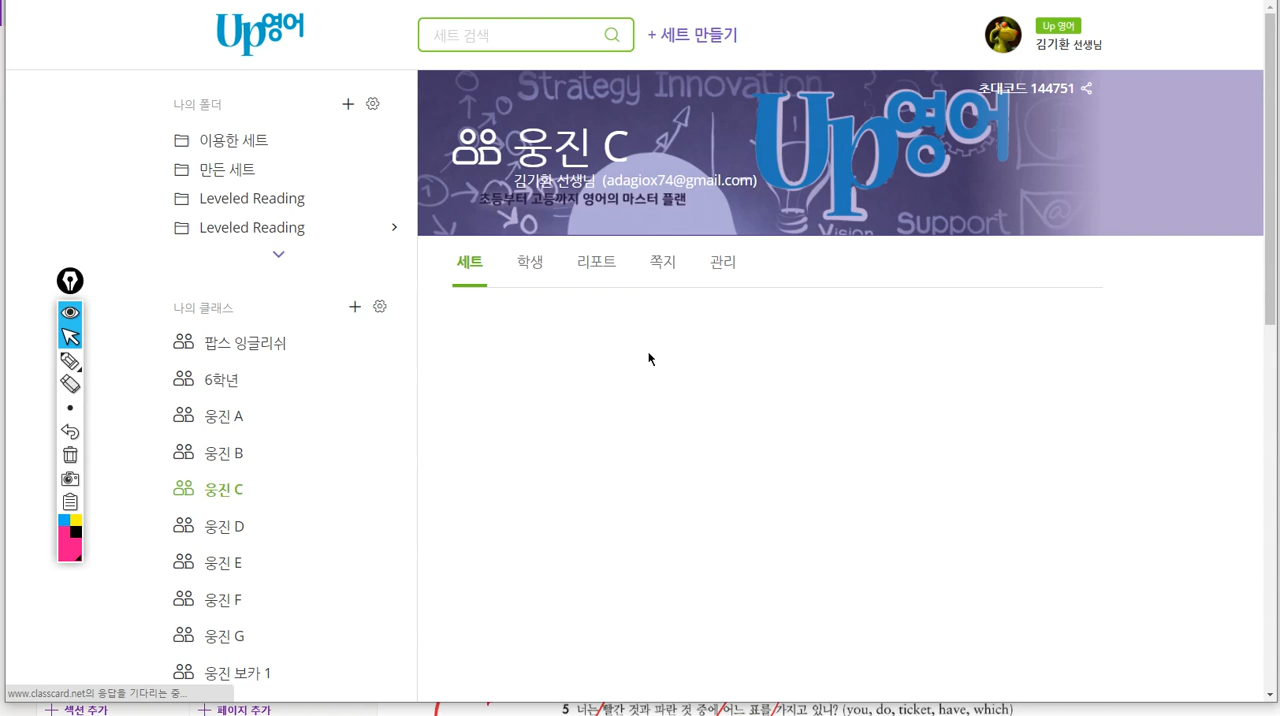 Up영어
세트 검색
+ 세트 만들기
Up 영어
김기환 선생님
나의 폴더
이용한 세트
만든 세트
Leveled Reading
Leveled Reading
나의 클래스
팝스 잉글리쉬
6학년
웅진 A
웅진 B
웅진 C
웅진 D
웅진 E
웅진 F
웅진 G
웅진 보카 1
Strategy Innovation
초대코드 144751
웅진 C
Up영어
김기환 선생님 (adagiox74@gmail.com)
초등부터 고등까지 영어의 마스터 플랜
Support
Vision
세트 학생 리포트 쪽지 관리
www.classcard.net의 응답을 기다리는 중...
섹션 추가
페이지 추가
5 너는 빨간 것과 파란 것 중에 어느 표를 가지고 있니? (you, do, ticket, have, which)